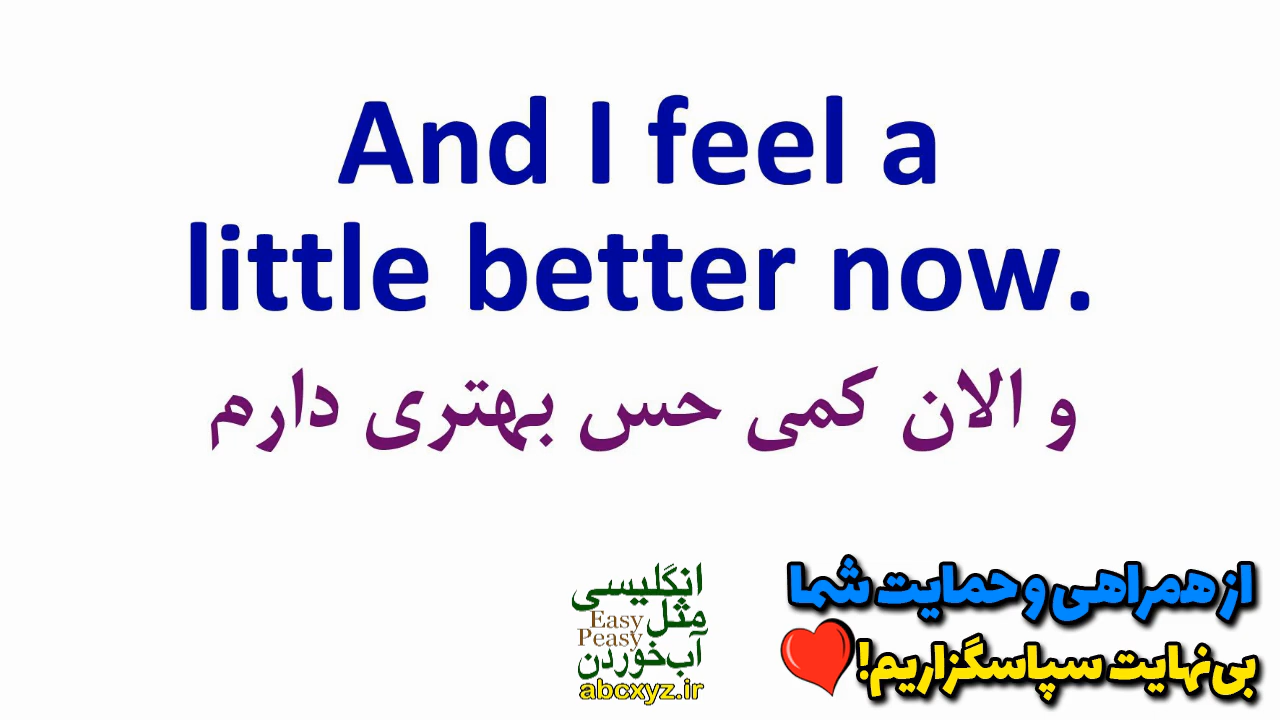 And I feel a
little better now.
و الان کمی حس بهتری دارم
انگلیسی
مثل
Easy
Peasy
آب‌خوردن
abcxyz.ir
از همراهی و حمایت شما
بی‌نهایت سپاسگزاریم!